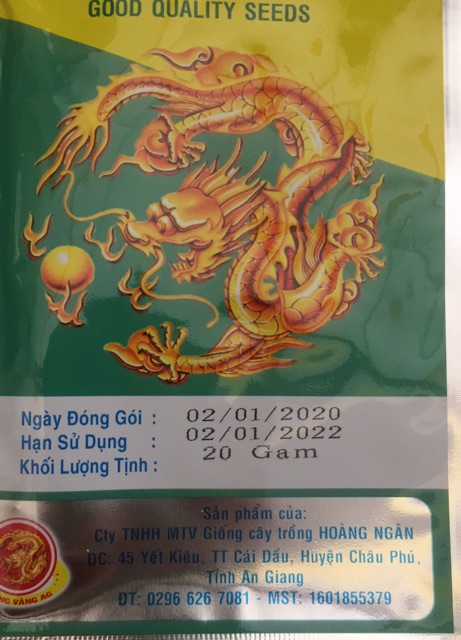 GOOD QUALITY SEEDS
Ngày Đóng Gói : 02/01/2020
Hạn Sử Dụng : 02/01/2022
Khối Lượng Tịnh : 20 Gam
Sản phẩm của:
Cty TNHH MTV Giống cây trồng HOÀNG NGÂN
ĐC: 45 Yết Kiêu, TT Cái Dầu, Huyện Châu Phú,
Tỉnh An Giang
ĐT: 0296 626 7081 - MST: 1601855379
VÀNG AG